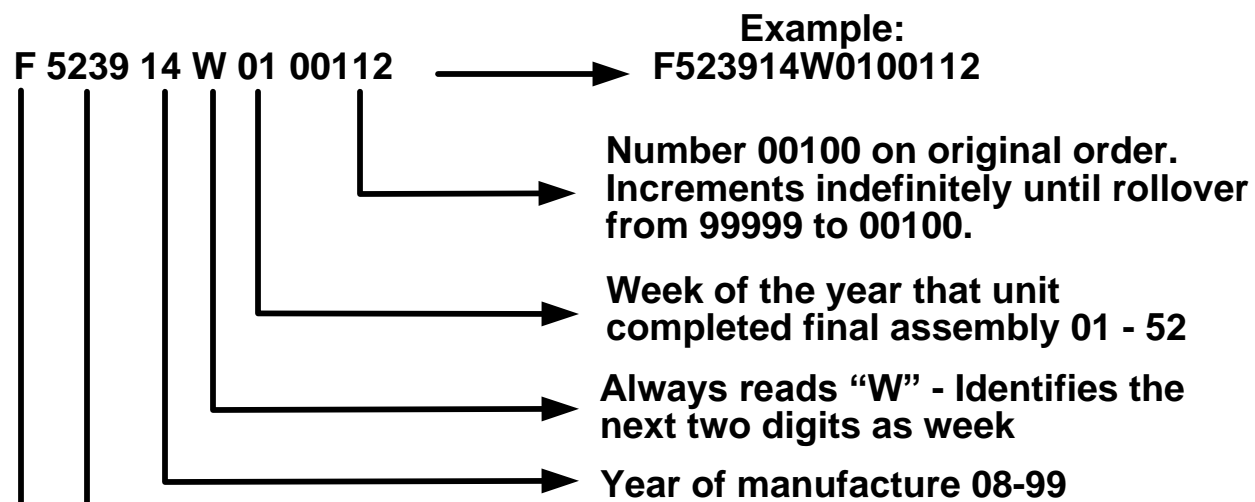 Example:
F 5239 14 W 01 00112
F523914W0100112
Number 00100 on original order.
Increments indefinitely until rollover
from 99999 to 00100.
Week of the year that unit
completed final assembly 01 - 52
Always reads “W” - Identifies the
next two digits as week
Year of manufacture 08-99